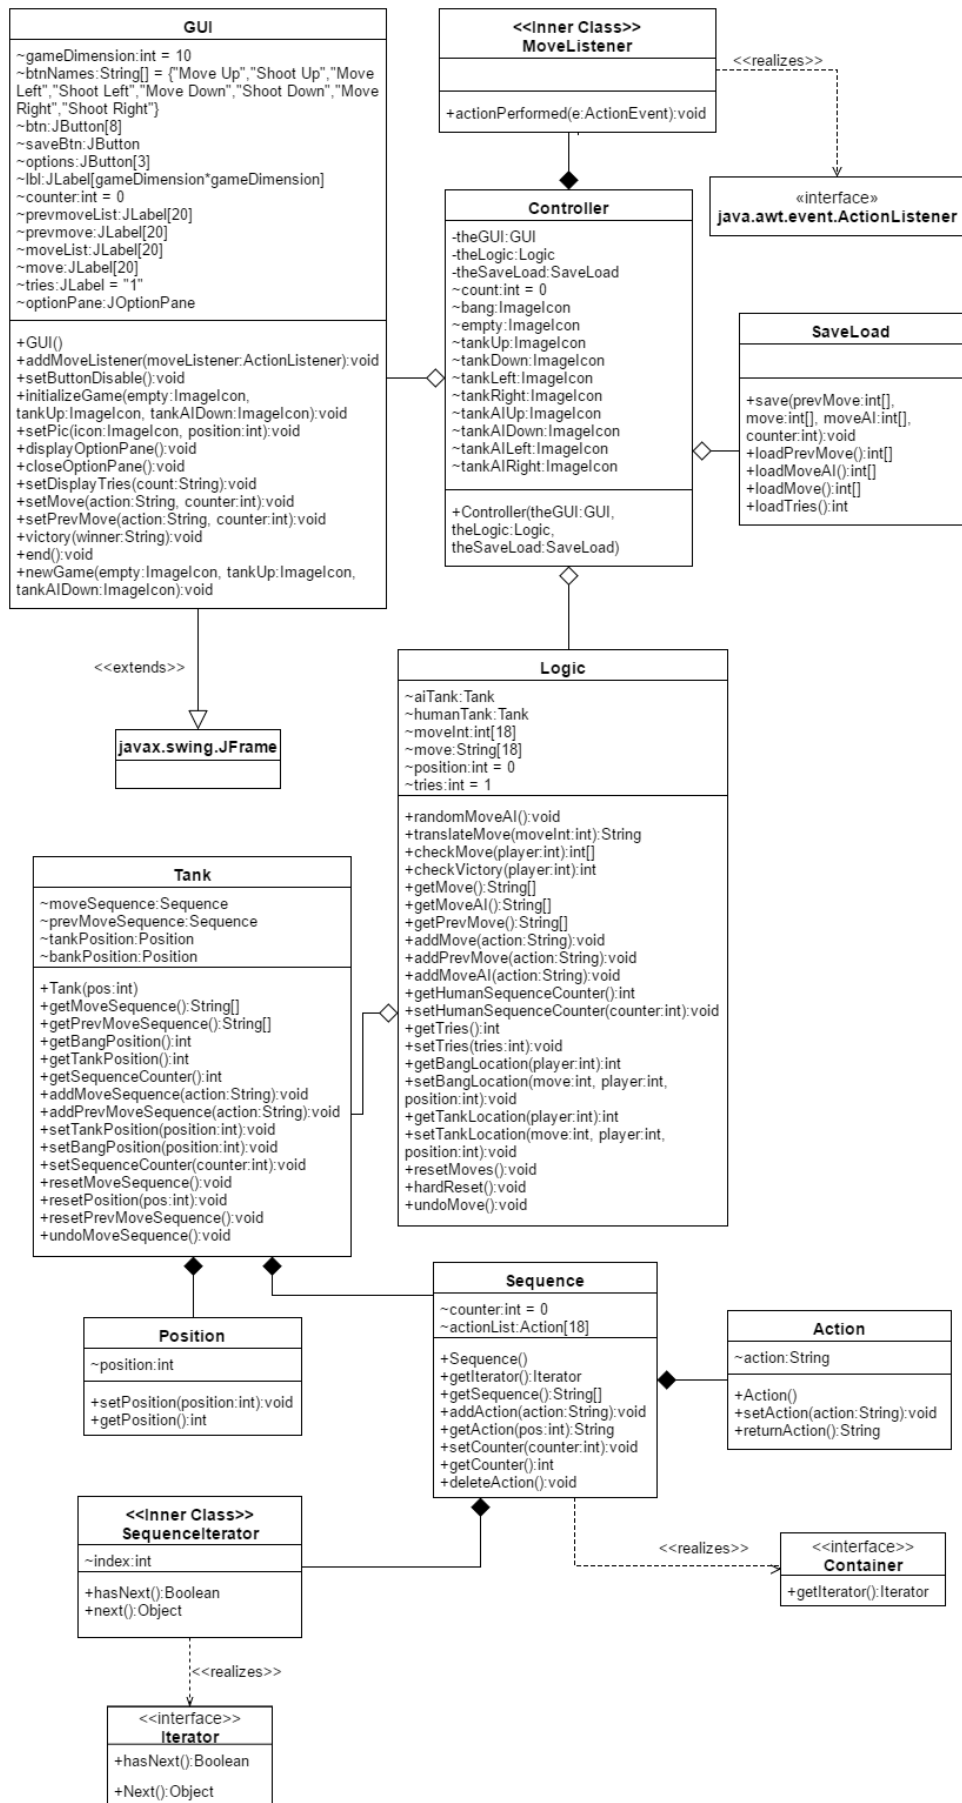 GUI
~gameDimension:int = 10
~btnNames:String[] = {"Move Up","Shoot Up","Move
Left","Shoot Left","Move Down","Shoot Down","Move
Right","Shoot Right"}
~btn:JButton[8]
~saveBtn:JButton
~options:JButton[3]
~lbl:JLabel[gameDimension*gameDimension]
~counter:int = 0
~prevmoveList:JLabel[20]
~prevmove:JLabel[20]
~moveList:JLabel[20]
~move:JLabel[20]
~tries:JLabel = "1"
~optionPane:JOptionPane
+GUI()
+addMoveListener(moveListener:ActionListener):void
+setButtonDisable():void
+initializeGame(empty:ImageIcon,
tankUp:ImageIcon, tankAIDown:ImageIcon):void
+setPic(icon:ImageIcon, position:int):void
+displayOptionPane():void
+closeOptionPane():void
+setDisplayTries(count:String):void
+setMove(action:String, counter:int):void
+setPrevMove(action:String, counter:int):void
+victory(winner:String):void
+end():void
+newGame(empty:ImageIcon, tankUp:ImageIcon,
tankAIDown:ImageIcon):void
<<Inner Class>>
MoveListener
+actionPerformed(e:ActionEvent):void
<<realizes>>
«interface»
java.awt.event.ActionListener
Controller
-theGUI:GUI
-theLogic:Logic
-theSaveLoad:SaveLoad
~count:int = 0
~bang:ImageIcon
~empty:ImageIcon
~tankUp:ImageIcon
~tankDown:ImageIcon
~tankLeft:ImageIcon
~tankRight:ImageIcon
~tankAIUp:ImageIcon
~tankAIDown:ImageIcon
~tankAILeft:ImageIcon
~tankAIRight:ImageIcon
+Controller(theGUI:GUI,
theLogic:Logic,
theSaveLoad:SaveLoad)
SaveLoad
+save(prevMove:int[],
move:int[], moveAI:int[],
counter:int):void
+loadPrevMove():int[]
+loadMoveAI():int[]
+loadMove():int[]
+loadTries():int
<<extends>>
javax.swing.JFrame
Logic
~aiTank:Tank
~humanTank:Tank
~moveInt:int[18]
~move:String[18]
~position:int = 0
~tries:int = 1
+randomMoveAI():void
+translateMove(moveInt:int):String
+checkMove(player:int):int[]
+checkVictory(player:int):int
+getMove():String[]
+getMoveAI():String[]
+getPrevMove():String[]
+addMove(action:String):void
+addPrevMove(action:String):void
+addMoveAI(action:String):void
+getHumanSequenceCounter():int
+setHumanSequenceCounter(counter:int):void
+getTries():int
+setTries(tries:int):void
+getBangLocation(player:int):int
+setBangLocation(move:int, player:int,
position:int):void
+getTankLocation(player:int):int
+setTankLocation(move:int, player:int,
position:int):void
+resetMoves():void
+hardReset():void
+undoMove():void
Tank
~moveSequence:Sequence
~prevMoveSequence:Sequence
~tankPosition:Position
~bankPosition:Position
+Tank(pos:int)
+getMoveSequence():String[]
+getPrevMoveSequence():String[]
+getBangPosition():int
+getTankPosition():int
+getSequenceCounter():int
+addMoveSequence(action:String):void
+addPrevMoveSequence(action:String):void
+setTankPosition(position:int):void
+setBangPosition(position:int):void
+setSequenceCounter(counter:int):void
+resetMoveSequence():void
+resetPosition(pos:int):void
+resetPrevMoveSequence():void
+undoMoveSequence():void
Position
~position:int
+setPosition(position:int):void
+getPosition():int
Sequence
~counter:int = 0
~actionList:Action[18]
+Sequence()
+getIterator():Iterator
+getSequence():String[]
+addAction(action:String):void
+getAction(pos:int):String
+setCounter(counter:int):void
+getCounter():int
+deleteAction():void
Action
~action:String
+Action()
+setAction(action:String):void
+returnAction():String
<<Inner Class>>
SequenceIterator
~index:int
+hasNext():Boolean
+next():Object
<<realizes>>
<<interface>>
Container
+getIterator():Iterator
<<realizes>>
<<interface>>
Iterator
+hasNext():Boolean
+Next():Object